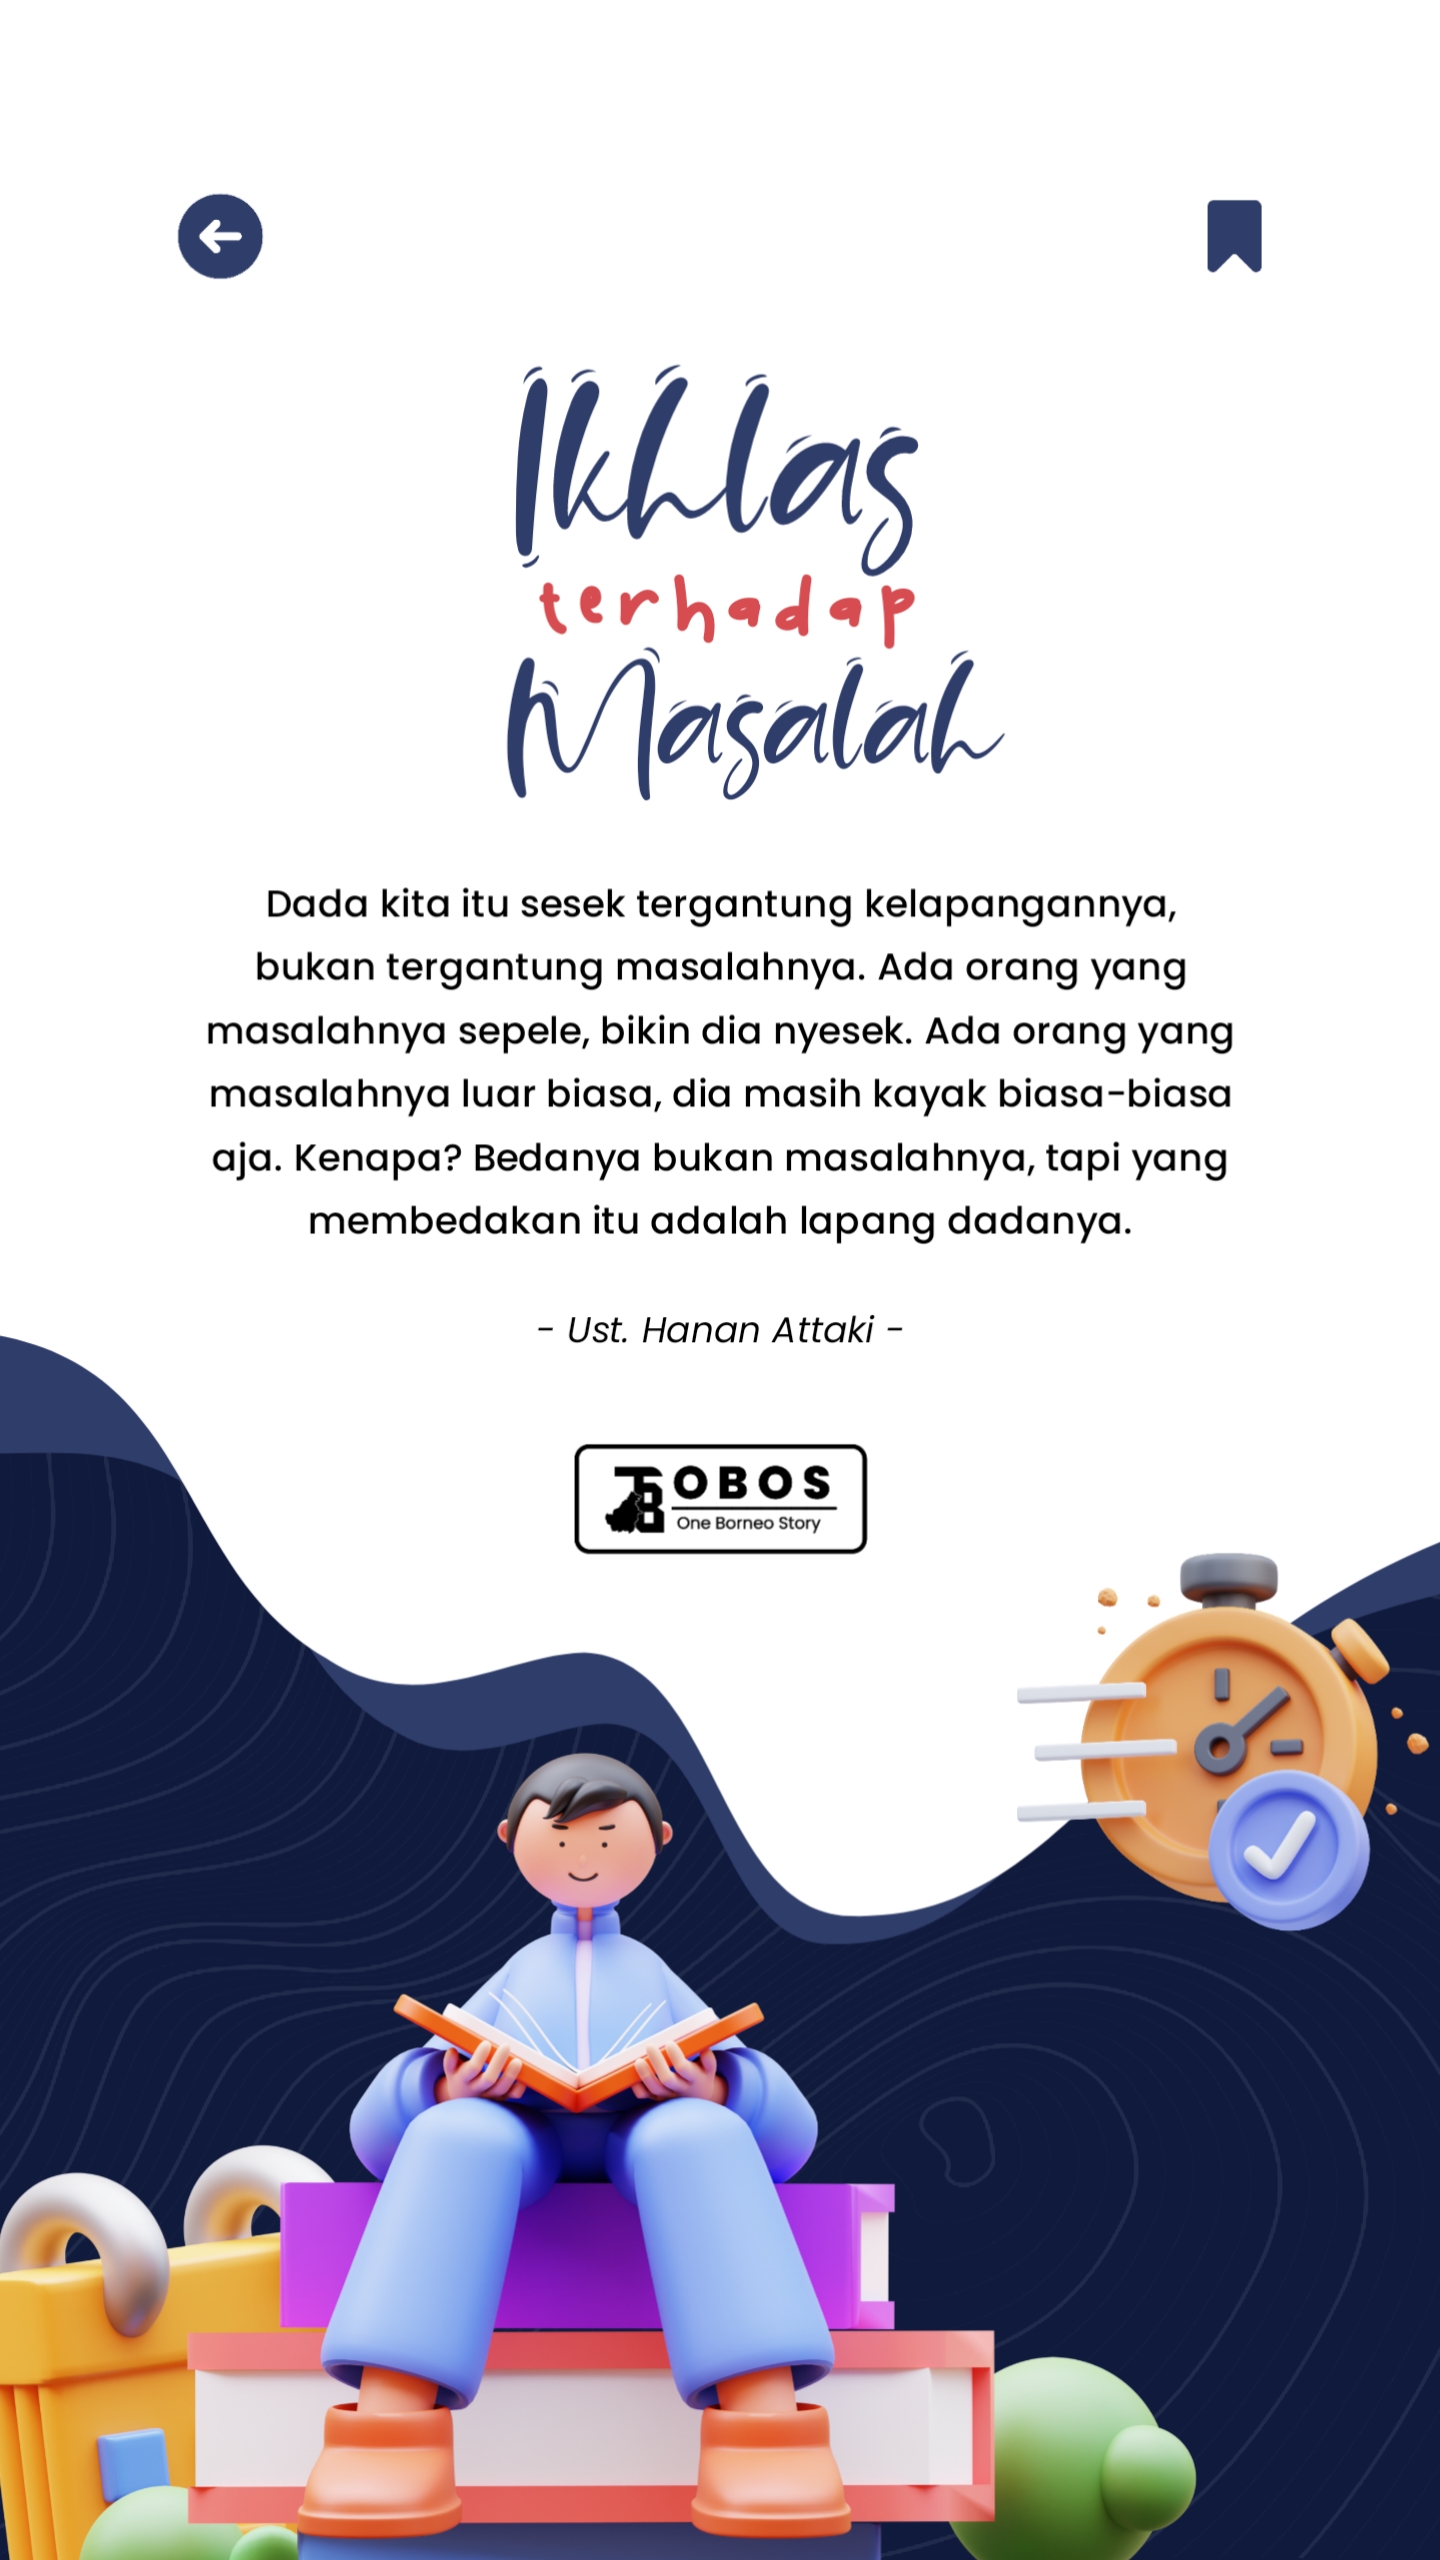 Ikhlas
terhadap
Masalah
Dada kita itu sesek tergantung kelapangannya,
bukan tergantung masalahnya. Ada orang yang
masalahnya sepele, bikin dia nyesek. Ada orang yang
masalahnya luar biasa, dia masih kayak biasa-biasa
aja. Kenapa? Bedanya bukan masalahnya, tapi yang
membedakan itu adalah lapang dadanya.
- Ust. Hanan Attaki -
OBOS
One Borneo Story